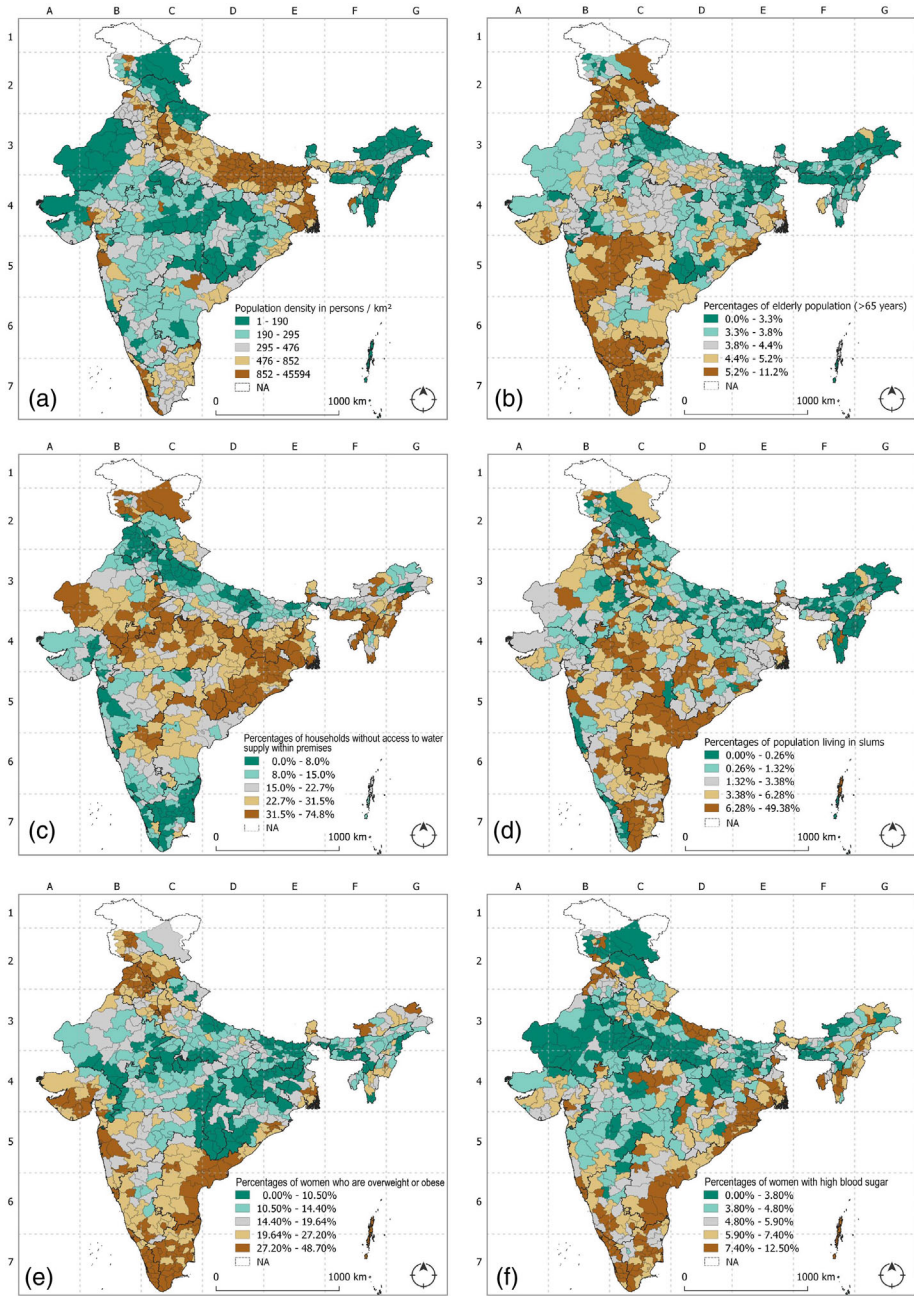 A B C D E F G
1
2
3
4
5
6
7
Population density in persons / km²
1 - 190
190 - 295
295 - 476
476 - 852
852 - 45594
NA
0 1000 km
(a)
A B C D E F G
1
2
3
4
5
6
7
Percentages of elderly population (>65 years)
0.0% - 3.3%
3.3% - 3.8%
3.8% - 4.4%
4.4% - 5.2%
5.2% - 11.2%
NA
0 1000 km
(b)
A B C D E F G
1
2
3
4
5
6
7
Percentages of households without access to water
supply within premises
0.0% - 8.0%
8.0% - 15.0%
15.0% - 22.7%
22.7% - 31.5%
31.5% - 74.8%
NA
0 1000 km
(c)
A B C D E F G
1
2
3
4
5
6
7
Percentages of population living in slums
0.00% - 0.26%
0.26% - 1.32%
1.32% - 3.38%
3.38% - 6.28%
6.28% - 49.38%
NA
0 1000 km
(d)
A B C D E F G
1
2
3
4
5
6
7
Percentages of women who are overweight or obese
0.00% - 10.50%
10.50% - 14.40%
14.40% - 19.64%
19.64% - 27.20%
27.20% - 48.70%
NA
0 1000 km
(e)
A B C D E F G
1
2
3
4
5
6
7
Percentages of women with high blood sugar
0.00% - 3.80%
3.80% - 4.80%
4.80% - 5.90%
5.90% - 7.40%
7.40% - 12.50%
NA
0 1000 km
(f)